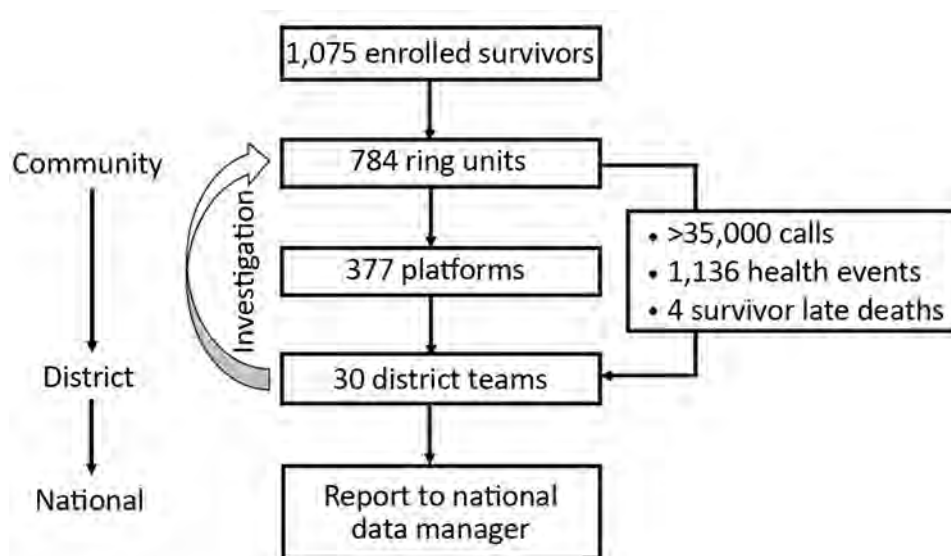 1,075 enrolled survivors
Community
784 ring units
Investigation
377 platforms
• >35,000 calls
• 1,136 health events
• 4 survivor late deaths
District
30 district teams
National
Report to national
data manager